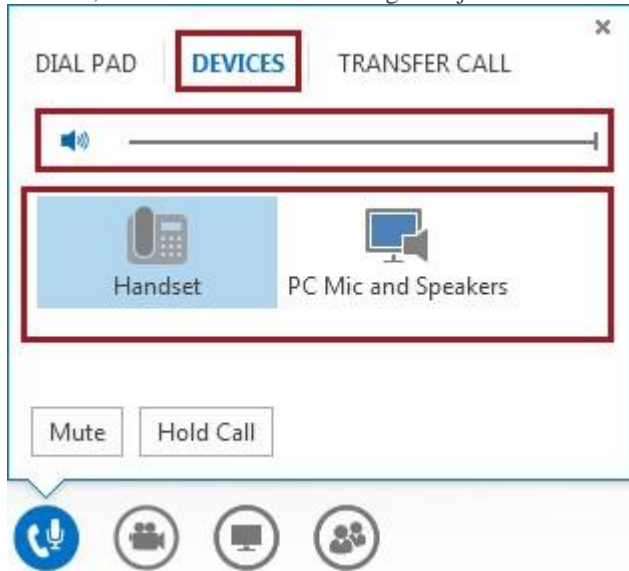 DIAL PAD DEVICES TRANSFER CALL
Handset PC Mic and Speakers
Mute Hold Call